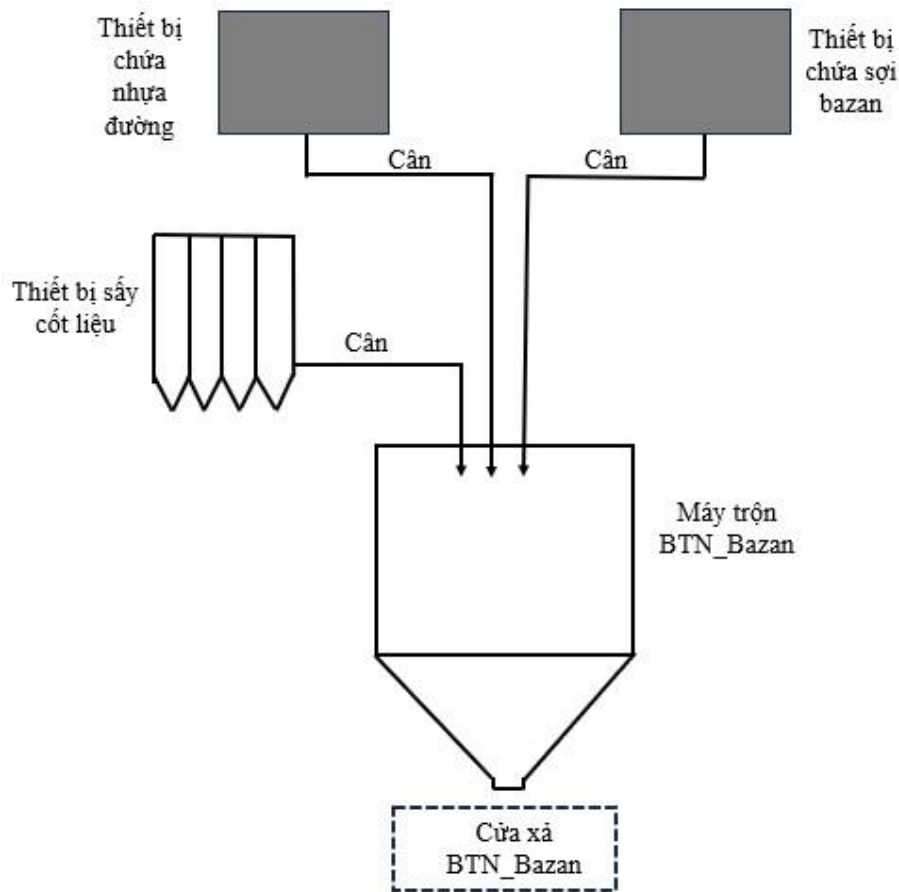 Thiết bị
chứa
nhựa
đường
Thiết bị
chứa sợi
bazan
Cân
Cân
Thiết bị sấy
cốt liệu
Cân
Máy trộn
BTN_Bazan
Cửa xả
BTN_Bazan